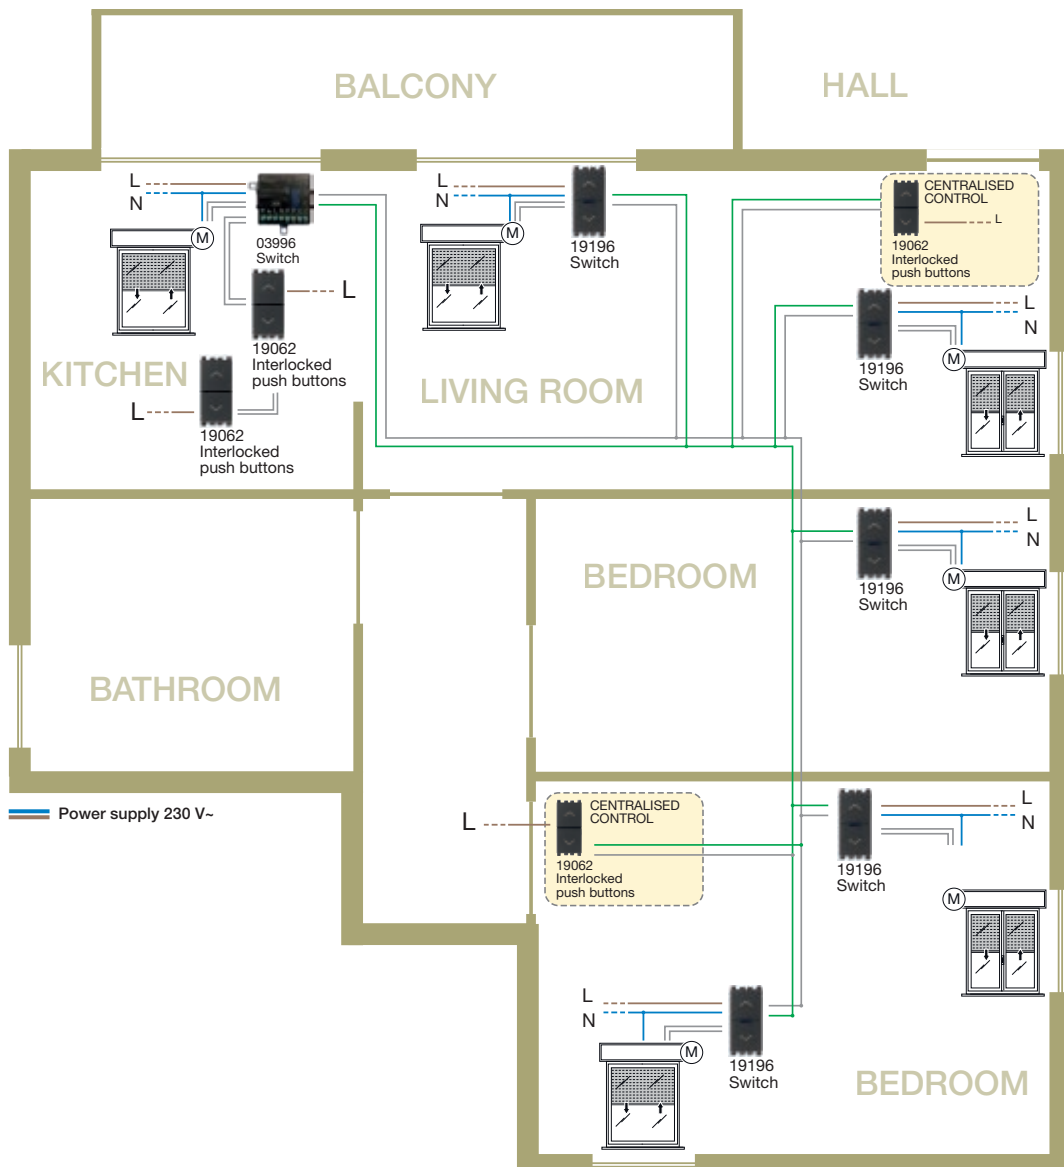 BALCONY
HALL
L
N
03996
Switch
M
L
19062
Interlocked
push buttons
KITCHEN
L
19062
Interlocked
push buttons
L
N
M
19196
Switch
LIVING ROOM
CENTRALISED
CONTROL
L
19062
Interlocked
push buttons
L
N
M
19196
Switch
BEDROOM
L
N
M
19196
Switch
BATHROOM
Power supply 230 V~
L
CENTRALISED
CONTROL
19062
Interlocked
push buttons
L
N
19196
Switch
M
L
N
M
19196
Switch
BEDROOM